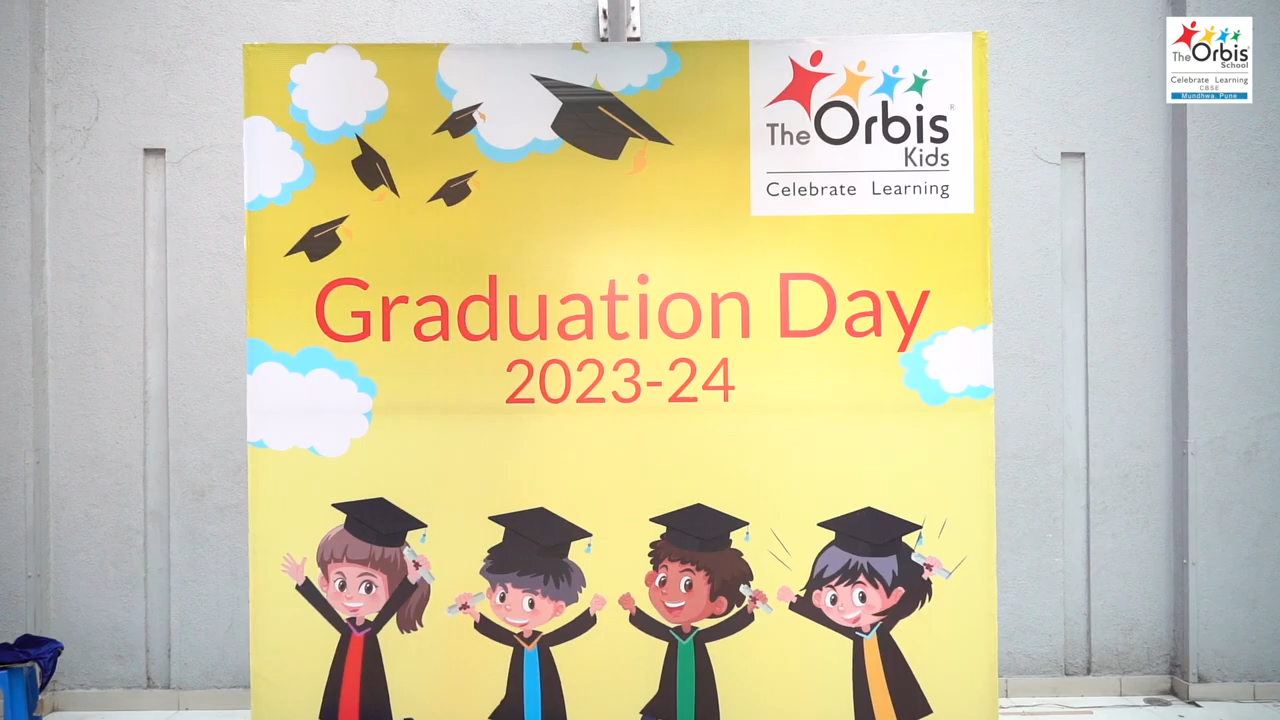 The Orbis®
Kids
Celebrate Learning
Graduation Day
2023-24
The Orbis
School
Celebrate Learning
CBSE
Mundhwa, Pune